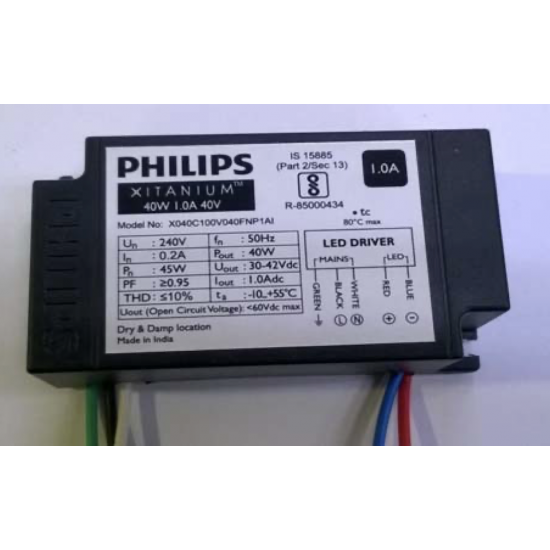 PHILIPS
XITANIUM™
40W 1.0A 40V
IS 15885
(Part 2/Sec 13)
R-85000434
1.0A
Model No: X040C100V040FNP1AI
• tc
80°C max
Un : 240V
fn : 50Hz
In : 0.2A
Pout : 40W
Pn : 45W
Uout : 30-42Vdc
PF : ≥0.95
Iout : 1.0Adc
THD : ≤10%
ta : -10...+55°C
Uout (Open Circuit Voltage): <60Vdc max
Dry & Damp location
Made in India
LED DRIVER
MAINS
LED
GREEN
BLACK
WHITE
RED
BLUE
L
N
+
−
PHILIPS